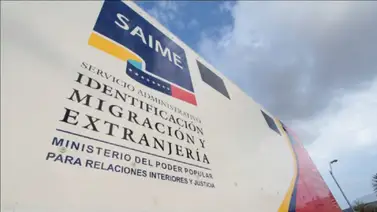 SAIME
SERVICIO ADMINISTRATIVO
IDENTIFICACIÓN
MIGRACIÓN Y
EXTRANJERÍA
MINISTERIO DEL PODER POPULAR
PARA RELACIONES INTERIORES Y JUSTICIA